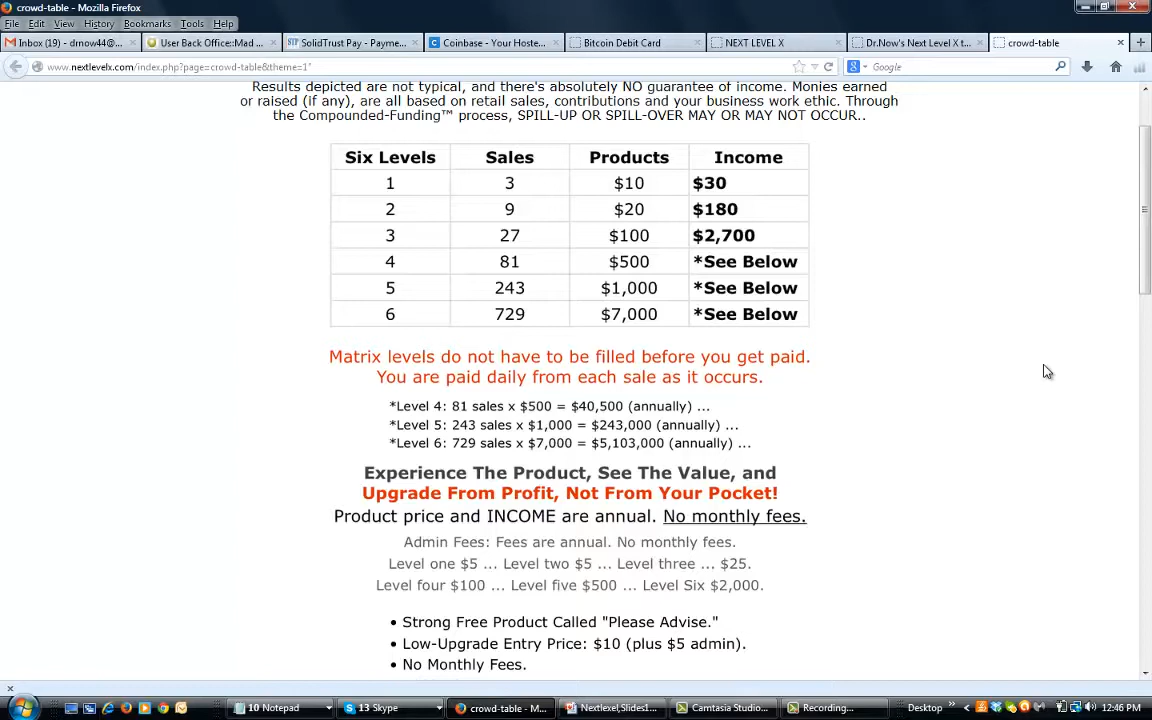 crowd-table - Mozilla Firefox
File Edit View History Bookmarks Tools Help
Inbox (19) - drnow44@... User Back Office::Mad ... SolidTrust Pay - Payme... Coinbase - Your Hoste... Bitcoin Debit Card NEXT LEVEL X Dr.Now's Next Level X t... crowd-table
www.nextlevelx.com/index.php?page=crowd-table&theme=1" Google
Results depicted are not typical, and there's absolutely NO guarantee of income. Monies earned
or raised (if any), are all based on retail sales, contributions and your business work ethic. Through
the Compounded-Funding™ process, SPILL-UP OR SPILL-OVER MAY OR MAY NOT OCCUR..
Six Levels Sales Products Income
1 3 $10 $30
2 9 $20 $180
3 27 $100 $2,700
4 81 $500 *See Below
5 243 $1,000 *See Below
6 729 $7,000 *See Below
Matrix levels do not have to be filled before you get paid.
You are paid daily from each sale as it occurs.
*Level 4: 81 sales x $500 = $40,500 (annually) ...
*Level 5: 243 sales x $1,000 = $243,000 (annually) ...
*Level 6: 729 sales x $7,000 = $5,103,000 (annually) ...
Experience The Product, See The Value, and
Upgrade From Profit, Not From Your Pocket!
Product price and INCOME are annual. No monthly fees.
Admin Fees: Fees are annual. No monthly fees.
Level one $5 ... Level two $5 ... Level three ... $25.
Level four $100 ... Level five $500 ... Level Six $2,000.
• Strong Free Product Called "Please Advise."
• Low-Upgrade Entry Price: $10 (plus $5 admin).
• No Monthly Fees.
10 Notepad 13 Skype crowd-table - M... Nextlexel,Slides1... Camtasia Studio... Recording... Desktop 12:46 PM